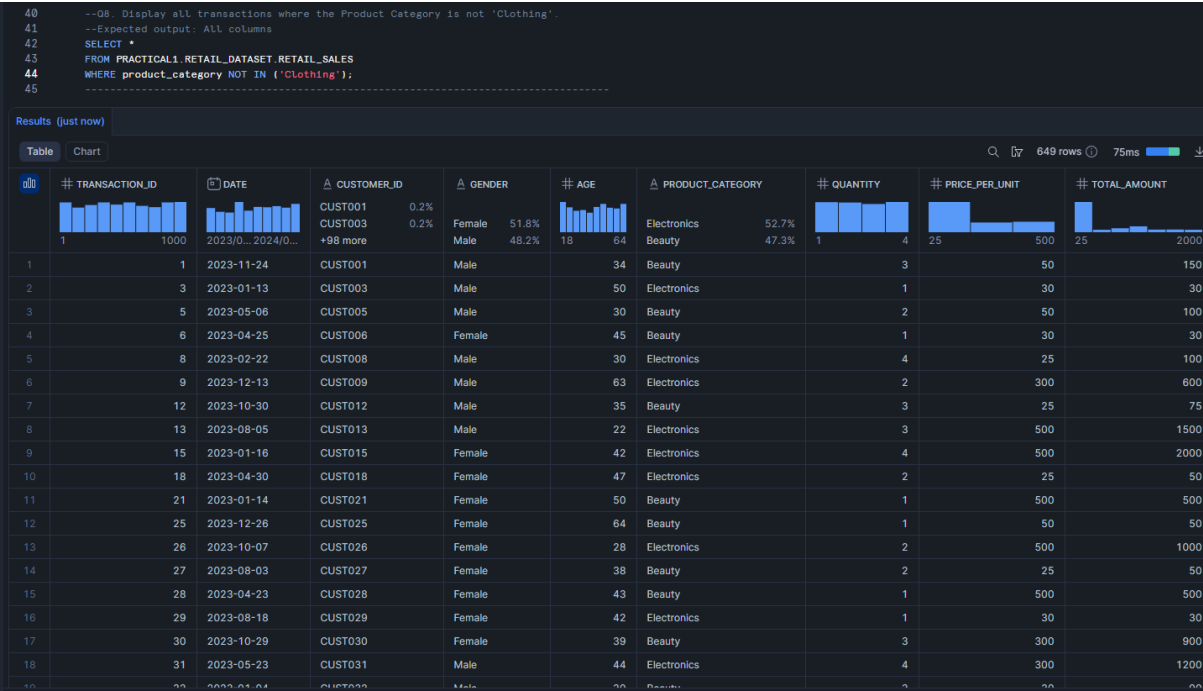 40 --Q8. Display all transactions where the Product Category is not 'Clothing'.
41 --Expected output: All columns
42 SELECT *
43 FROM PRACTICAL1.RETAIL_DATASET.RETAIL_SALES
44 WHERE product_category NOT IN ('Clothing');
45 ------------------------------------------------------------------------------------
Results (just now)
Table Chart 649 rows 75ms
TRANSACTION_ID DATE CUSTOMER_ID GENDER AGE PRODUCT_CATEGORY QUANTITY PRICE_PER_UNIT TOTAL_AMOUNT
CUST001 0.2%
CUST003 0.2% Female 51.8% Electronics 52.7%
1 1000 2023/0... 2024/0... +98 more Male 48.2% 18 64 Beauty 47.3% 1 4 25 500 25 2000
1 1 2023-11-24 CUST001 Male 34 Beauty 3 50 150
2 3 2023-01-13 CUST003 Male 50 Electronics 1 30 30
3 5 2023-05-06 CUST005 Male 30 Beauty 2 50 100
4 6 2023-04-25 CUST006 Female 45 Beauty 1 30 30
5 8 2023-02-22 CUST008 Male 30 Electronics 4 25 100
6 9 2023-12-13 CUST009 Male 63 Electronics 2 300 600
7 12 2023-10-30 CUST012 Male 35 Beauty 3 25 75
8 13 2023-08-05 CUST013 Male 22 Electronics 3 500 1500
9 15 2023-01-16 CUST015 Female 42 Electronics 4 500 2000
10 18 2023-04-30 CUST018 Female 47 Electronics 2 25 50
11 21 2023-01-14 CUST021 Female 50 Beauty 1 500 500
12 25 2023-12-26 CUST025 Female 64 Beauty 1 50 50
13 26 2023-10-07 CUST026 Female 28 Electronics 2 500 1000
14 27 2023-08-03 CUST027 Female 38 Beauty 2 25 50
15 28 2023-04-23 CUST028 Female 43 Beauty 1 500 500
16 29 2023-08-18 CUST029 Female 42 Electronics 1 30 30
17 30 2023-10-29 CUST030 Female 39 Beauty 3 300 900
18 31 2023-05-23 CUST031 Male 44 Electronics 4 300 1200